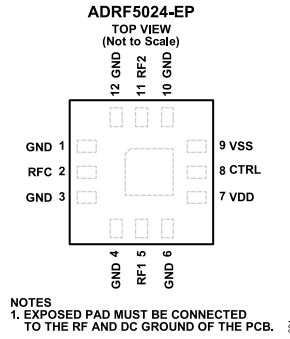 ADRF5024-EP
TOP VIEW
(Not to Scale)
12 GND
11 RF2
10 GND
GND 1
RFC 2
GND 3
9 VSS
8 CTRL
7 VDD
GND 4
RF1 5
GND 6
NOTES
1. EXPOSED PAD MUST BE CONNECTED
TO THE RF AND DC GROUND OF THE PCB.